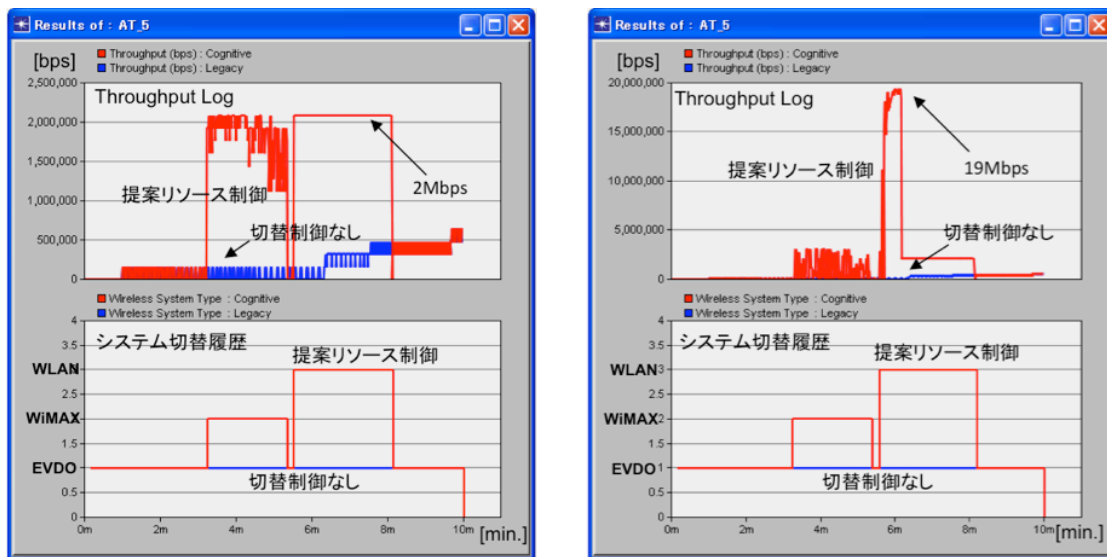 Results of : AT_5
[bps]
Throughput (bps) : Cognitive
Throughput (bps) : Legacy
2,500,000
Throughput Log
2,000,000
1,500,000
2Mbps
提案リソース制御
1,000,000
切替制御なし
500,000
0
Wireless System Type : Cognitive
Wireless System Type : Legacy
4
3.5
システム切替履歴
提案リソース制御
WLAN
2.5
WiMAX
1.5
EVDO
切替制御なし
0.5
0
0m 2m 4m 6m 8m 10m [min.]
Results of : AT_5
[bps]
Throughput (bps) : Cognitive
Throughput (bps) : Legacy
20,000,000
Throughput Log
15,000,000
提案リソース制御
19Mbps
10,000,000
切替制御なし
5,000,000
0
Wireless System Type : Cognitive
Wireless System Type : Legacy
4
3.5
システム切替履歴
提案リソース制御
WLAN 3
2.5
WiMAX 2
1.5
EVDO 1
切替制御なし
0.5
0
0m 2m 4m 6m 8m 10m [min.]